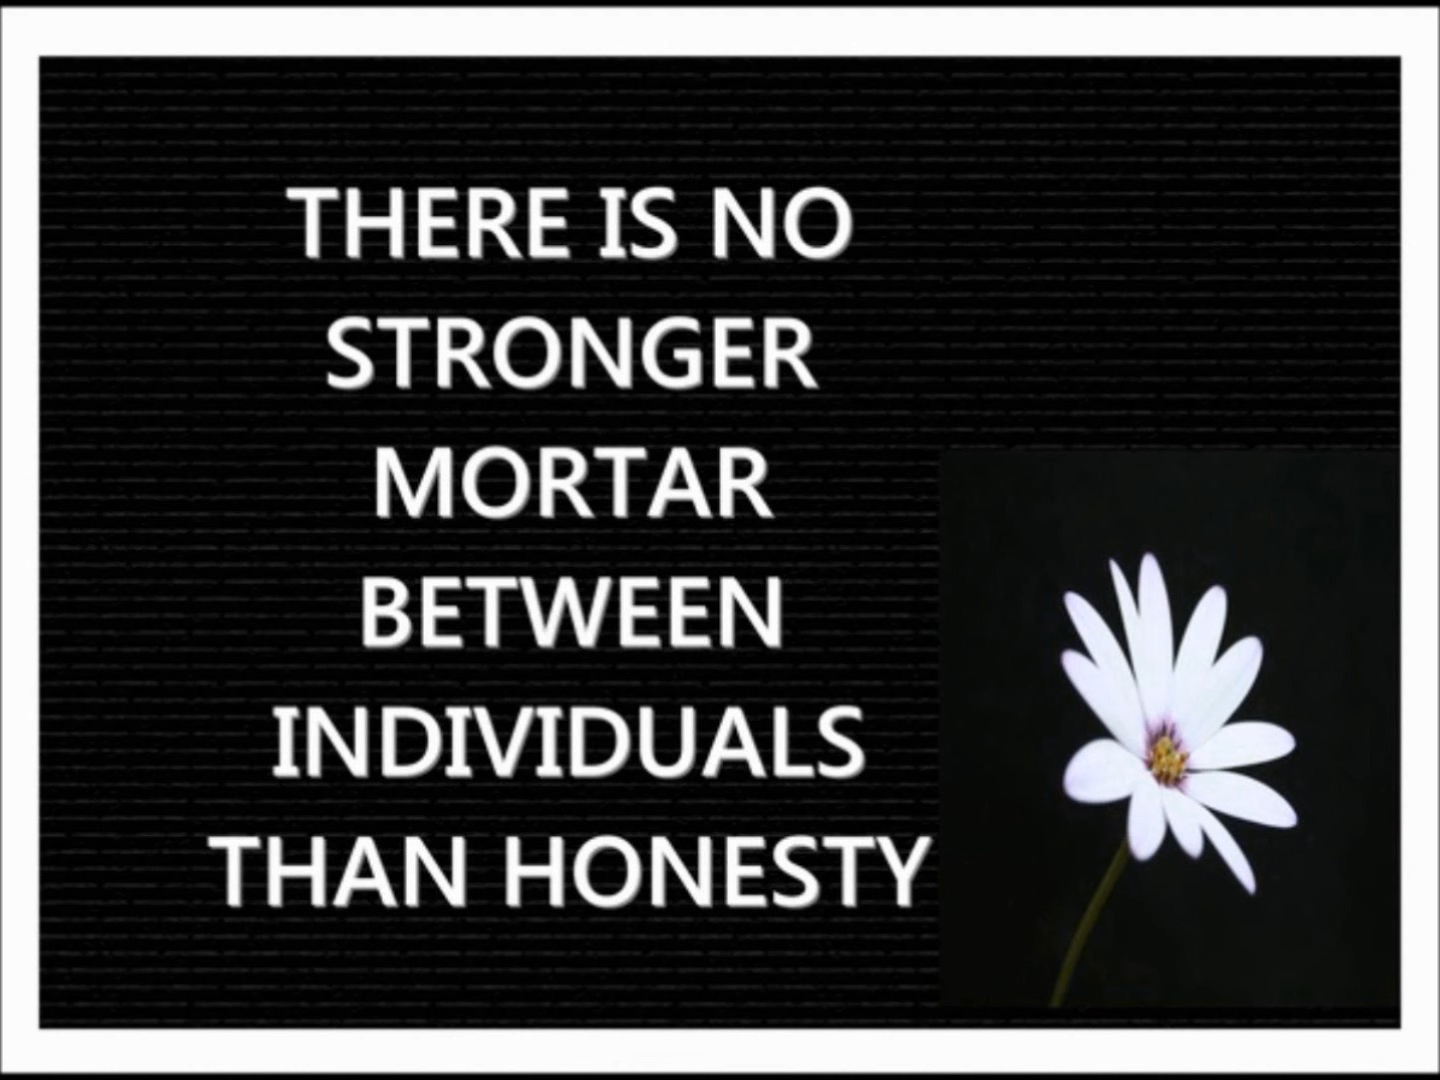 THERE IS NO
STRONGER
MORTAR
BETWEEN
INDIVIDUALS
THAN HONESTY